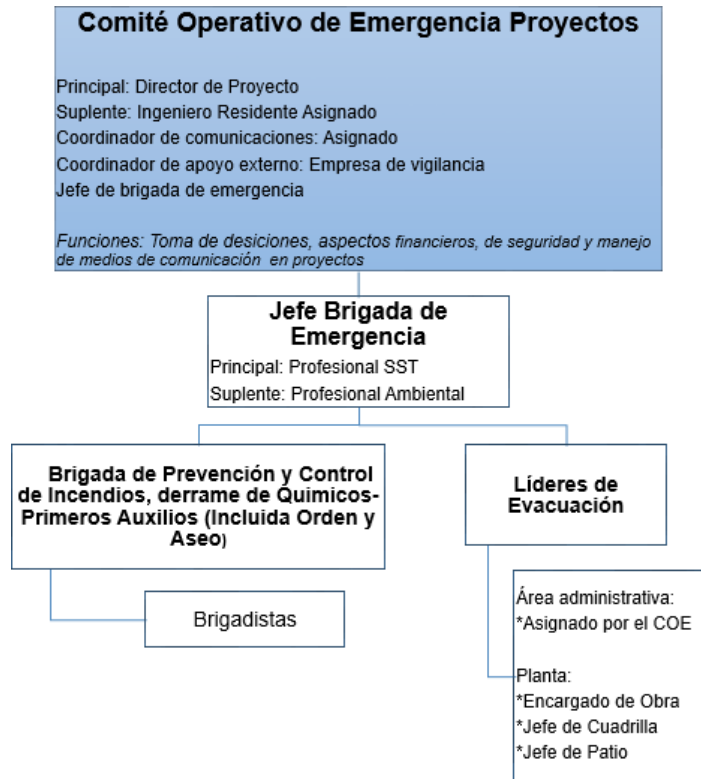 Comité Operativo de Emergencia Proyectos
Principal: Director de Proyecto
Suplente: Ingeniero Residente Asignado
Coordinador de comunicaciones: Asignado
Coordinador de apoyo externo: Empresa de vigilancia
Jefe de brigada de emergencia
Funciones: Toma de desiciones, aspectos financieros, de seguridad y manejo
de medios de comunicación en proyectos
Jefe Brigada de
Emergencia
Principal: Profesional SST
Suplente: Profesional Ambiental
Brigada de Prevención y Control
de Incendios, derrame de Quimicos-
Primeros Auxilios (Incluida Orden y
Aseo)
Brigadistas
Líderes de
Evacuación
Área administrativa:
*Asignado por el COE
Planta:
*Encargado de Obra
*Jefe de Cuadrilla
*Jefe de Patio